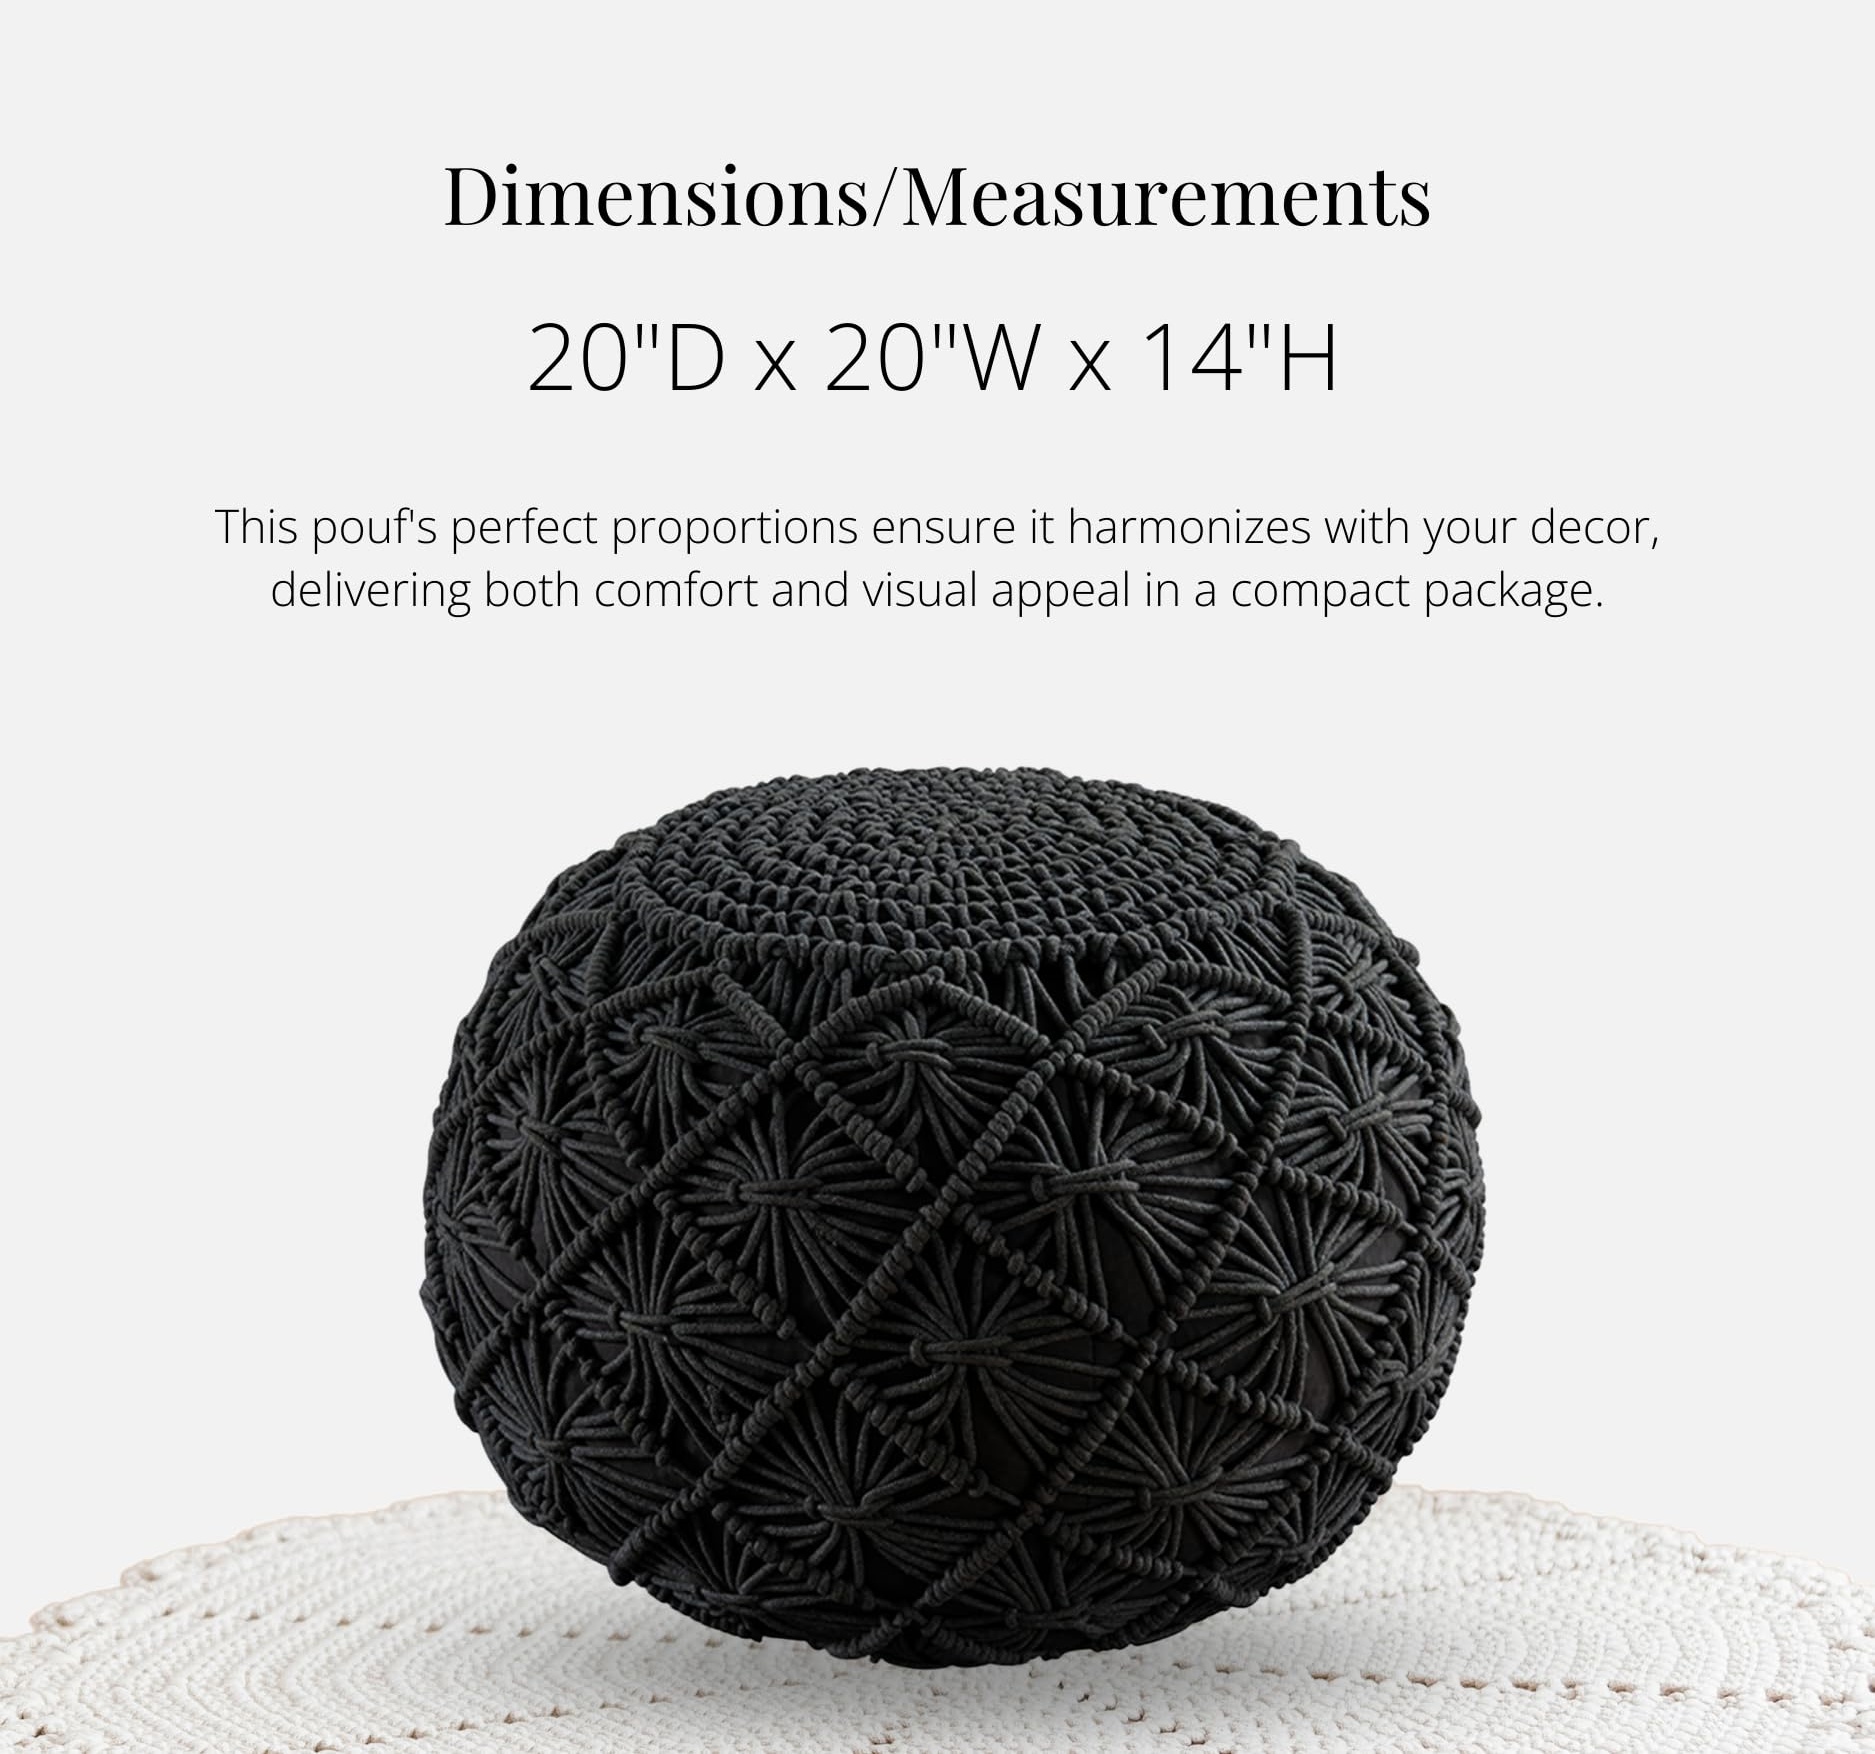 Dimensions/Measurements
20"D x 20"W x 14"H
This pouf's perfect proportions ensure it harmonizes with your decor,
delivering both comfort and visual appeal in a compact package.